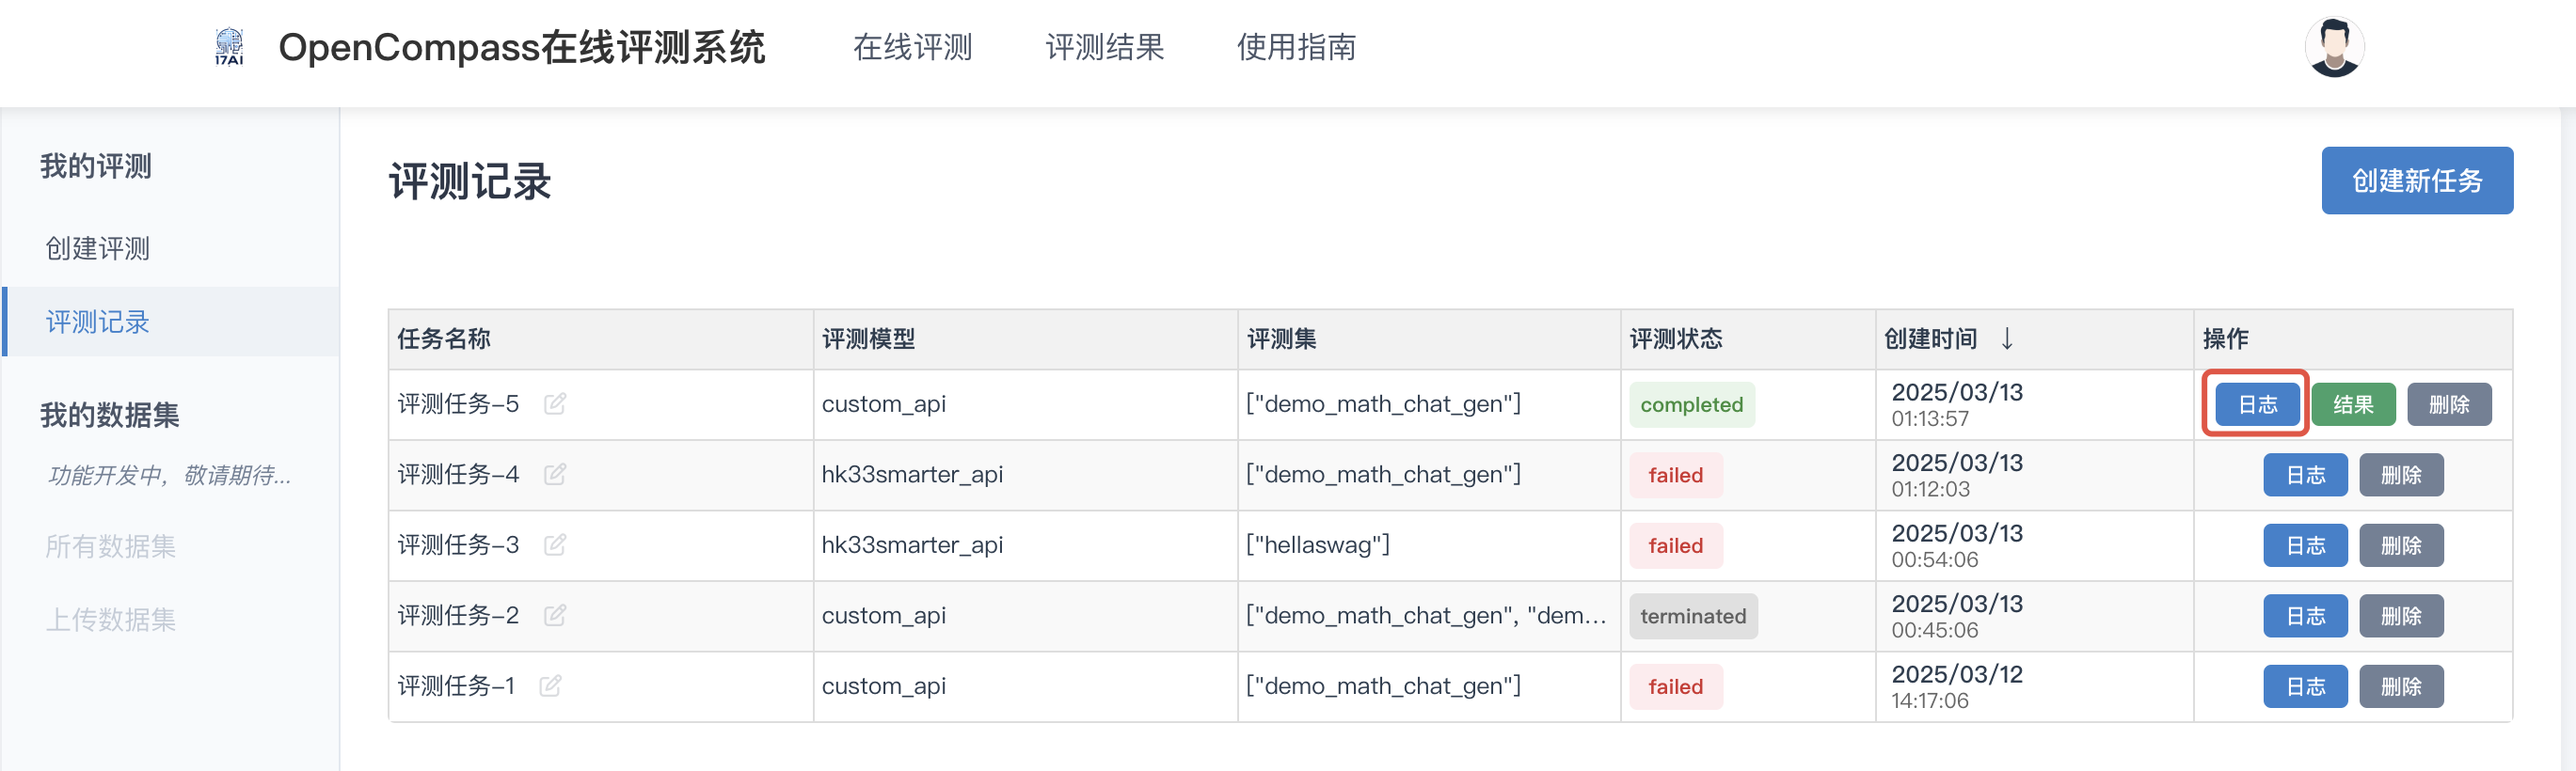 17AI
OpenCompass在线评测系统
在线评测
评测结果
使用指南
我的评测
创建评测
评测记录
我的数据集
功能开发中，敬请期待...
所有数据集
上传数据集
评测记录
创建新任务
任务名称 评测模型 评测集 评测状态 创建时间 ↓ 操作
评测任务-5 custom_api ["demo_math_chat_gen"] completed 2025/03/13 01:13:57 日志 结果 删除
评测任务-4 hk33smarter_api ["demo_math_chat_gen"] failed 2025/03/13 01:12:03 日志 删除
评测任务-3 hk33smarter_api ["hellaswag"] failed 2025/03/13 00:54:06 日志 删除
评测任务-2 custom_api ["demo_math_chat_gen", "dem... terminated 2025/03/13 00:45:06 日志 删除
评测任务-1 custom_api ["demo_math_chat_gen"] failed 2025/03/12 14:17:06 日志 删除